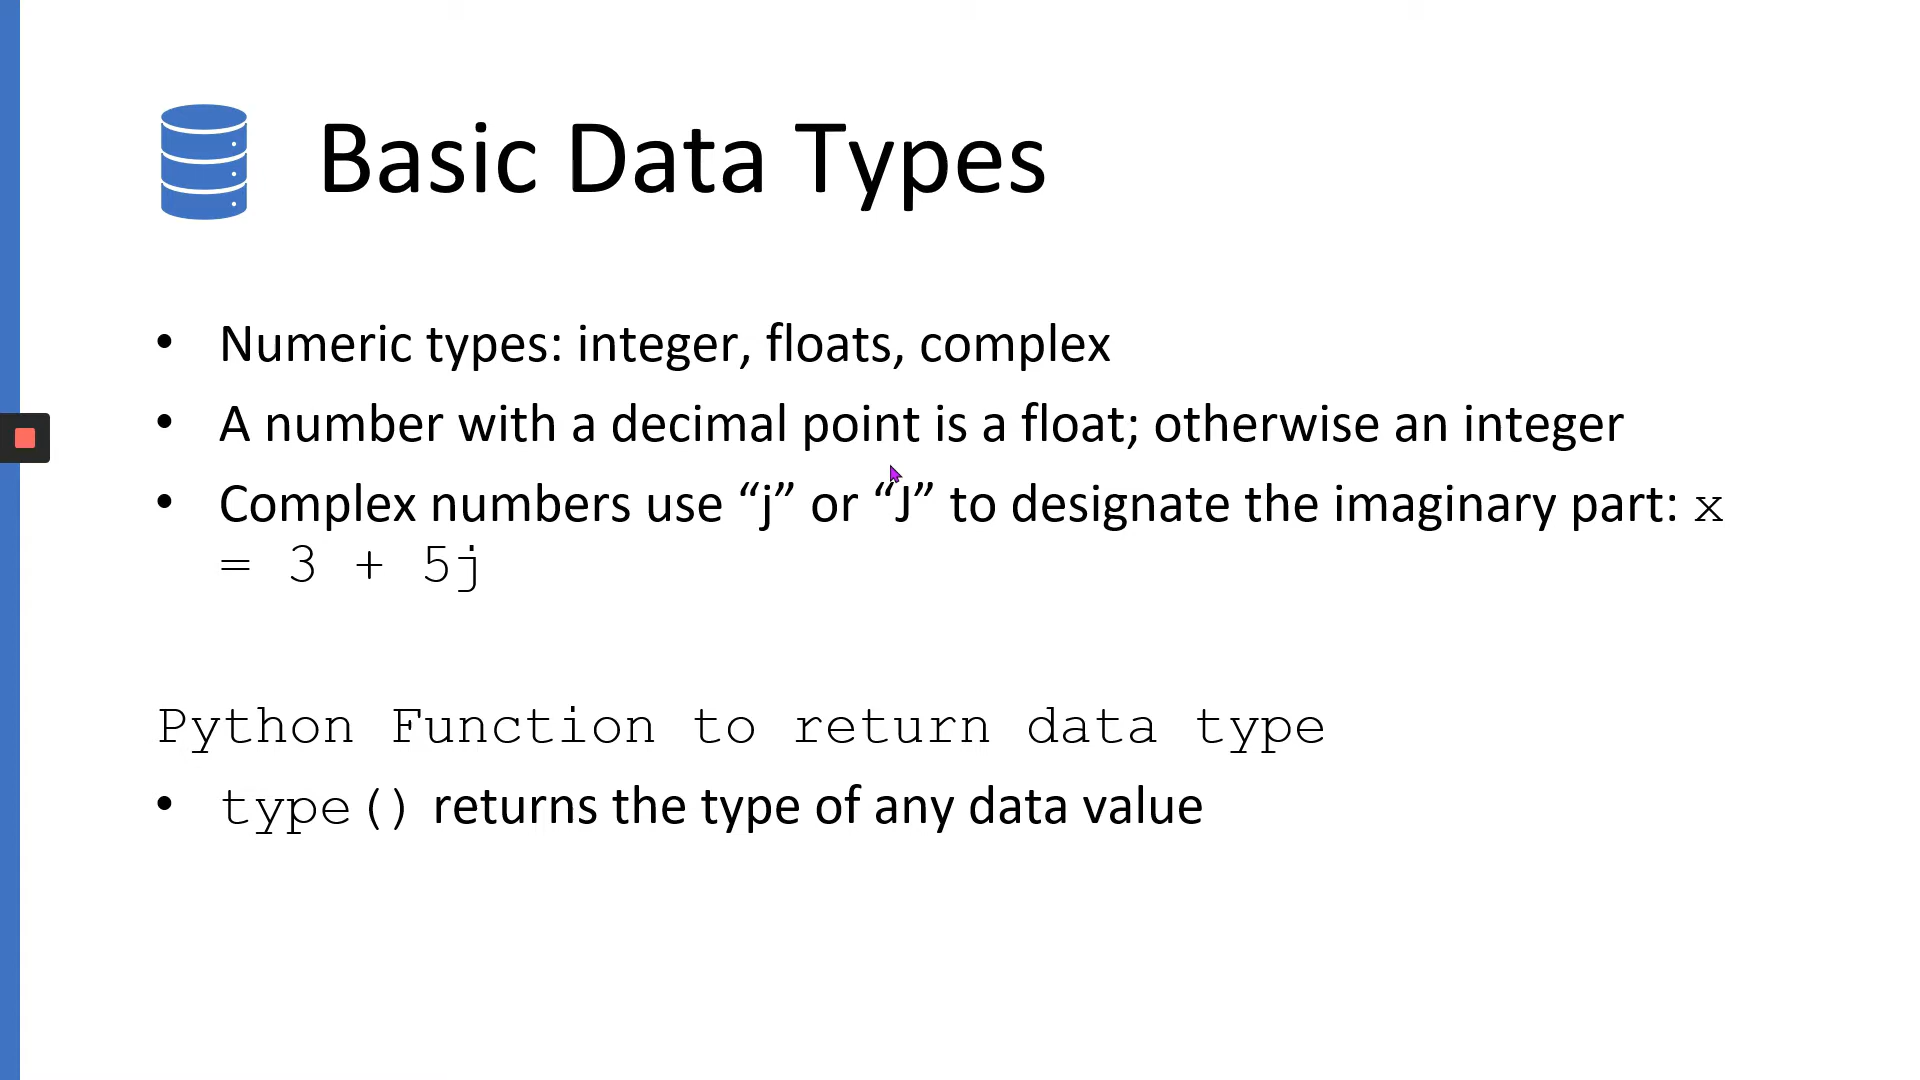 Basic Data Types
• Numeric types: integer, floats, complex
• A number with a decimal point is a float; otherwise an integer
• Complex numbers use “j” or “J” to designate the imaginary part: x
= 3 + 5j
Python Function to return data type
• type() returns the type of any data value